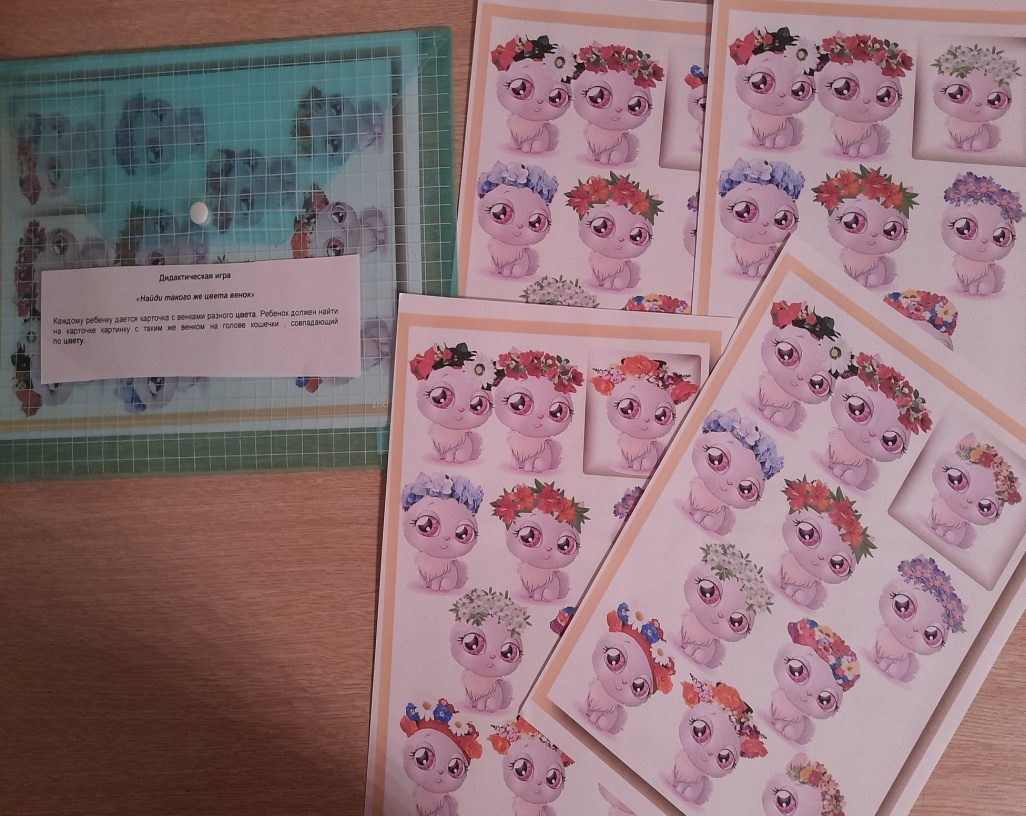 Дидактическая игра
«Найди такого же цвета венок»
Каждому ребенку дается карточка с венками разного цвета. Ребенок должен найти
на карточке картинку с таким же венком на голове кошечки , совпадающий
по цвету.